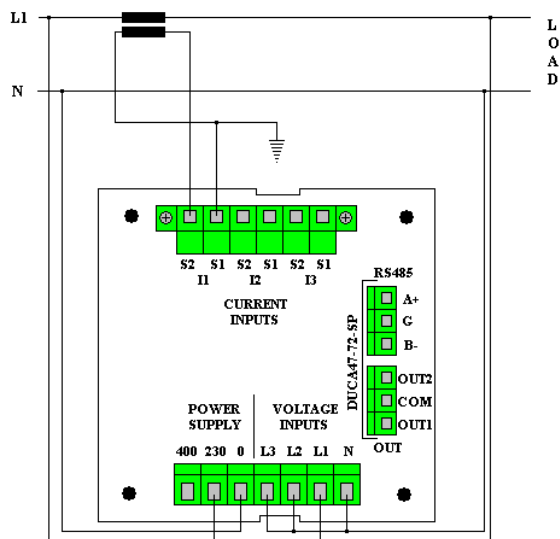 L1
L
O
A
D
N
S2 S1 S2 S1 S2 S1
I1 I2 I3
RS485
CURRENT
INPUTS
A+
G
B-
DUCA47-72-SP
OUT2
COM
OUT1
OUT
POWER
SUPPLY
VOLTAGE
INPUTS
400 230 0 L3 L2 L1 N